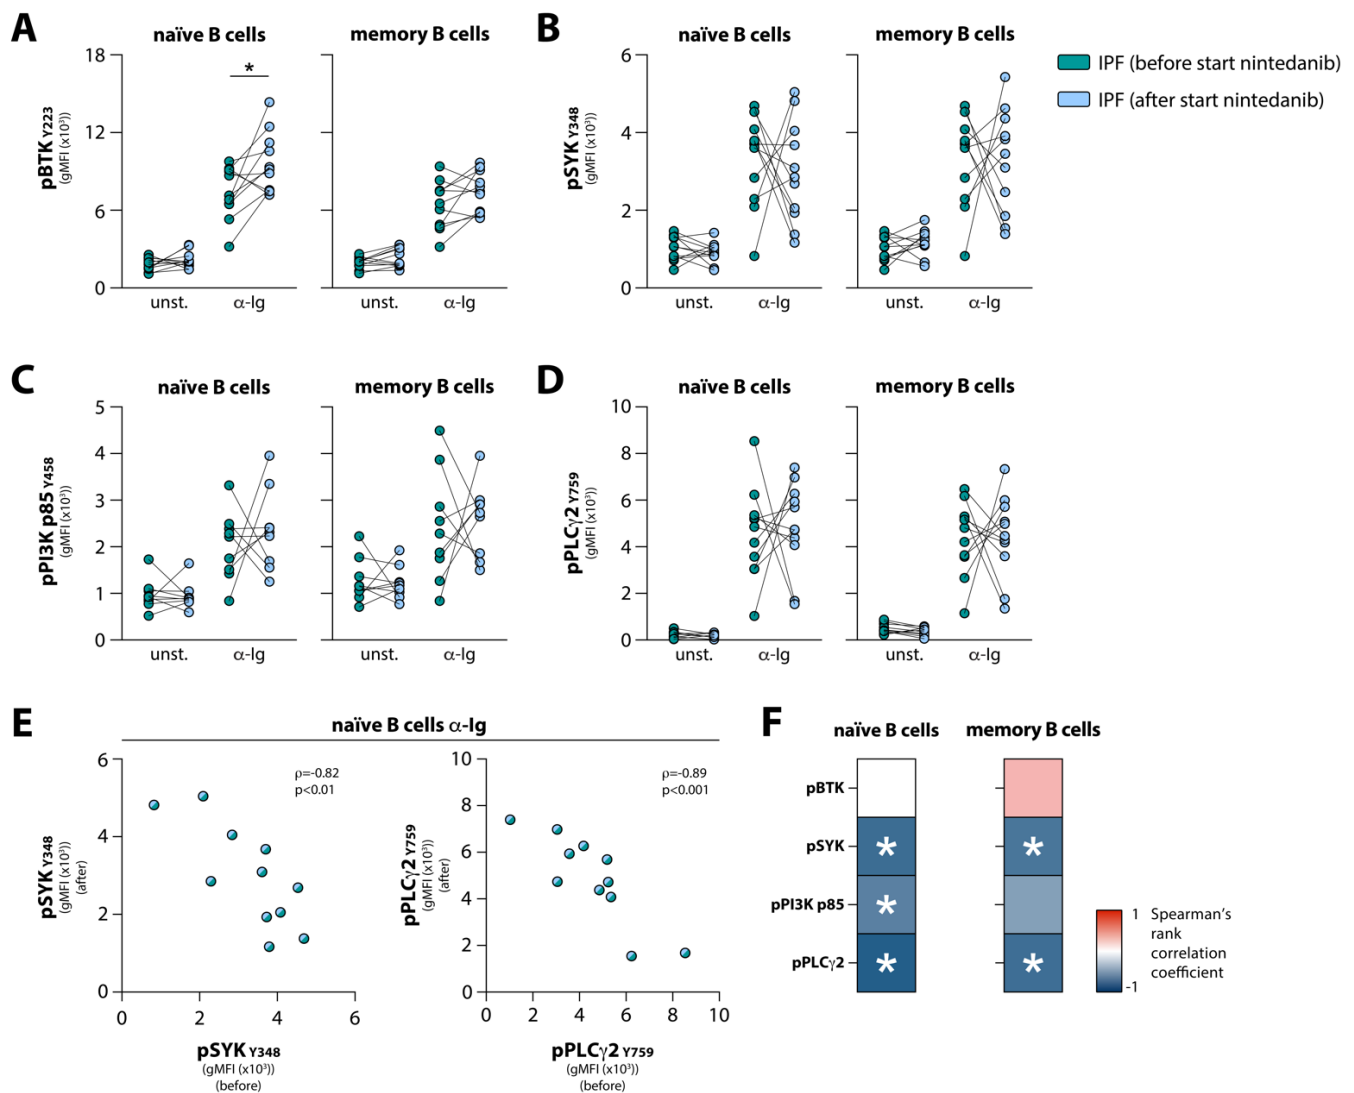 A
naïve B cells
memory B cells
pBTK Y223
(gMFI (x10³))
18
12
6
0
*
unst.
α-Ig
unst.
α-Ig
B
naïve B cells
memory B cells
pSYK Y348
(gMFI (x10³))
6
4
2
0
unst.
α-Ig
unst.
α-Ig
IPF (before start nintedanib)
IPF (after start nintedanib)
C
naïve B cells
memory B cells
pPI3K p85 Y458
(gMFI (x10³))
5
4
3
2
1
0
unst.
α-Ig
unst.
α-Ig
D
naïve B cells
memory B cells
pPLCγ2 Y759
(gMFI (x10³))
10
8
6
4
2
0
unst.
α-Ig
unst.
α-Ig
E
naïve B cells α-Ig
pSYK Y348
(gMFI (x10³))
(after)
6
4
2
0
ρ=-0.82
p<0.01
0 2 4 6
pSYK Y348
(gMFI (x10³))
(before)
pPLCγ2 Y759
(gMFI (x10³))
(after)
10
8
6
4
2
0
ρ=-0.89
p<0.001
0 2 4 6 8 10
pPLCγ2 Y759
(gMFI (x10³))
(before)
F
naïve B cells
memory B cells
pBTK
pSYK
* *
pPI3K p85
*
pPLCγ2
* *
1
-1
Spearman's
rank
correlation
coefficient